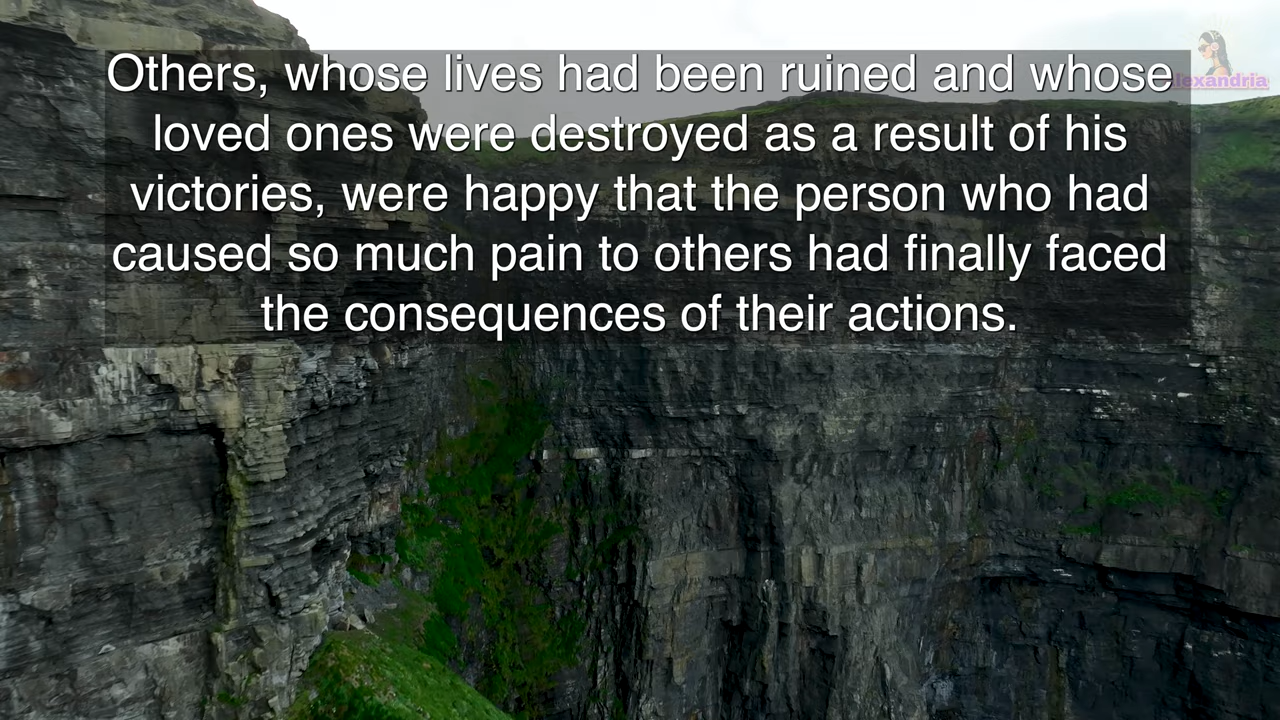 Others, whose lives had been ruined and whose
loved ones were destroyed as a result of his
victories, were happy that the person who had
caused so much pain to others had finally faced
the consequences of their actions.
alexandria